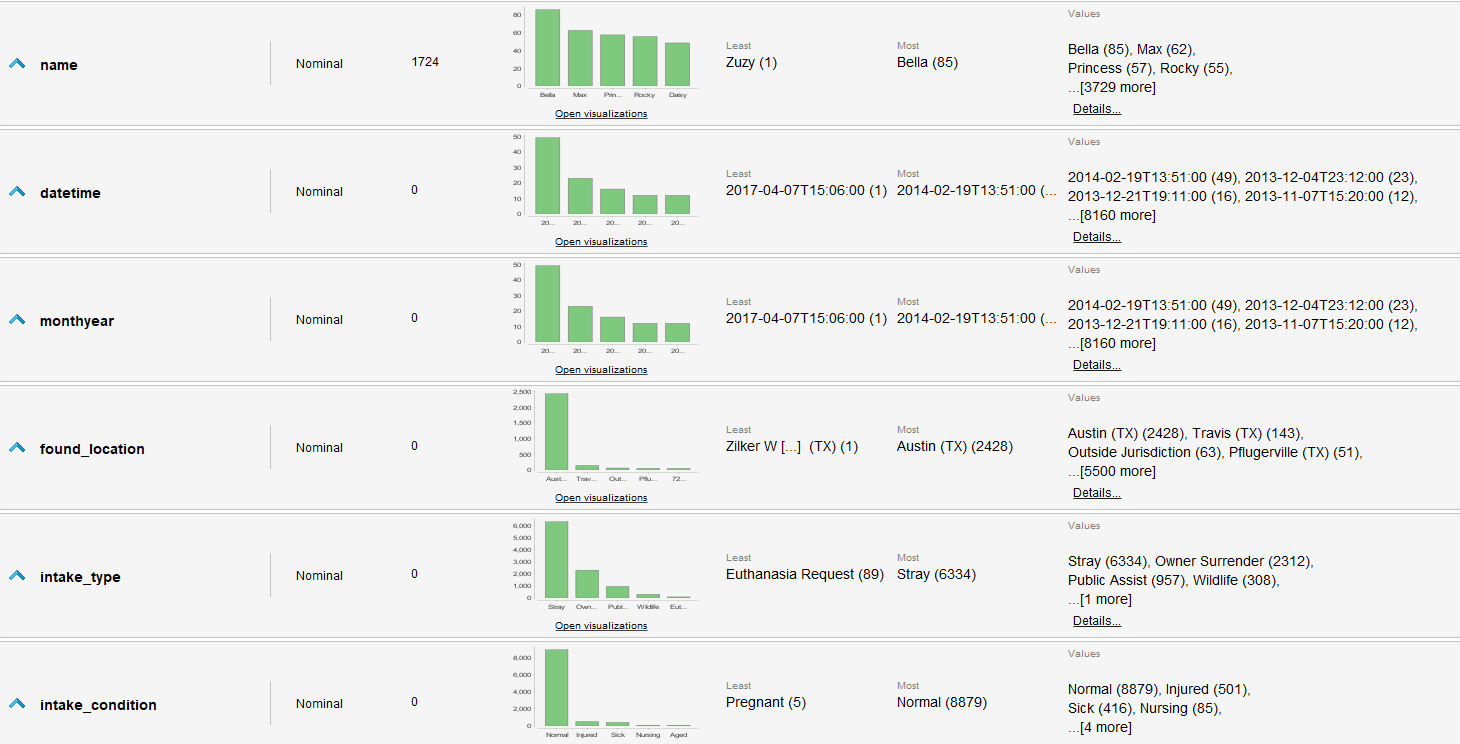 Values
80
60
40
20
0
Bella Max Prin... Rocky Daisy
Open visualizations
name
Nominal
1724
Least
Zuzy (1)
Most
Bella (85)
Bella (85), Max (62),
Princess (57), Rocky (55),
...[3729 more]
Details...
Values
50
40
30
20
10
0
20... 20... 20... 20... 20...
Open visualizations
datetime
Nominal
0
Least
2017-04-07T15:06:00 (1)
Most
2014-02-19T13:51:00 (...
2014-02-19T13:51:00 (49), 2013-12-04T23:12:00 (23),
2013-12-21T19:11:00 (16), 2013-11-07T15:20:00 (12),
...[8160 more]
Details...
Values
50
40
30
20
10
0
20... 20... 20... 20... 20...
Open visualizations
monthyear
Nominal
0
Least
2017-04-07T15:06:00 (1)
Most
2014-02-19T13:51:00 (...
2014-02-19T13:51:00 (49), 2013-12-04T23:12:00 (23),
2013-12-21T19:11:00 (16), 2013-11-07T15:20:00 (12),
...[8160 more]
Details...
Values
2,500
2,000
1,500
1,000
500
0
Aust... Trav... Out... Pflu... 72...
Open visualizations
found_location
Nominal
0
Least
Zilker W [...] (TX) (1)
Most
Austin (TX) (2428)
Austin (TX) (2428), Travis (TX) (143),
Outside Jurisdiction (63), Pflugerville (TX) (51),
...[5500 more]
Details...
Values
6,000
5,000
4,000
3,000
2,000
1,000
0
Stray Own... Publ... Wildlife Eut...
Open visualizations
intake_type
Nominal
0
Least
Euthanasia Request (89)
Most
Stray (6334)
Stray (6334), Owner Surrender (2312),
Public Assist (957), Wildlife (308),
...[1 more]
Details...
Values
8,000
6,000
4,000
2,000
0
Normal Injured Sick Nursing Aged
intake_condition
Nominal
0
Least
Pregnant (5)
Most
Normal (8879)
Normal (8879), Injured (501),
Sick (416), Nursing (85),
...[4 more]